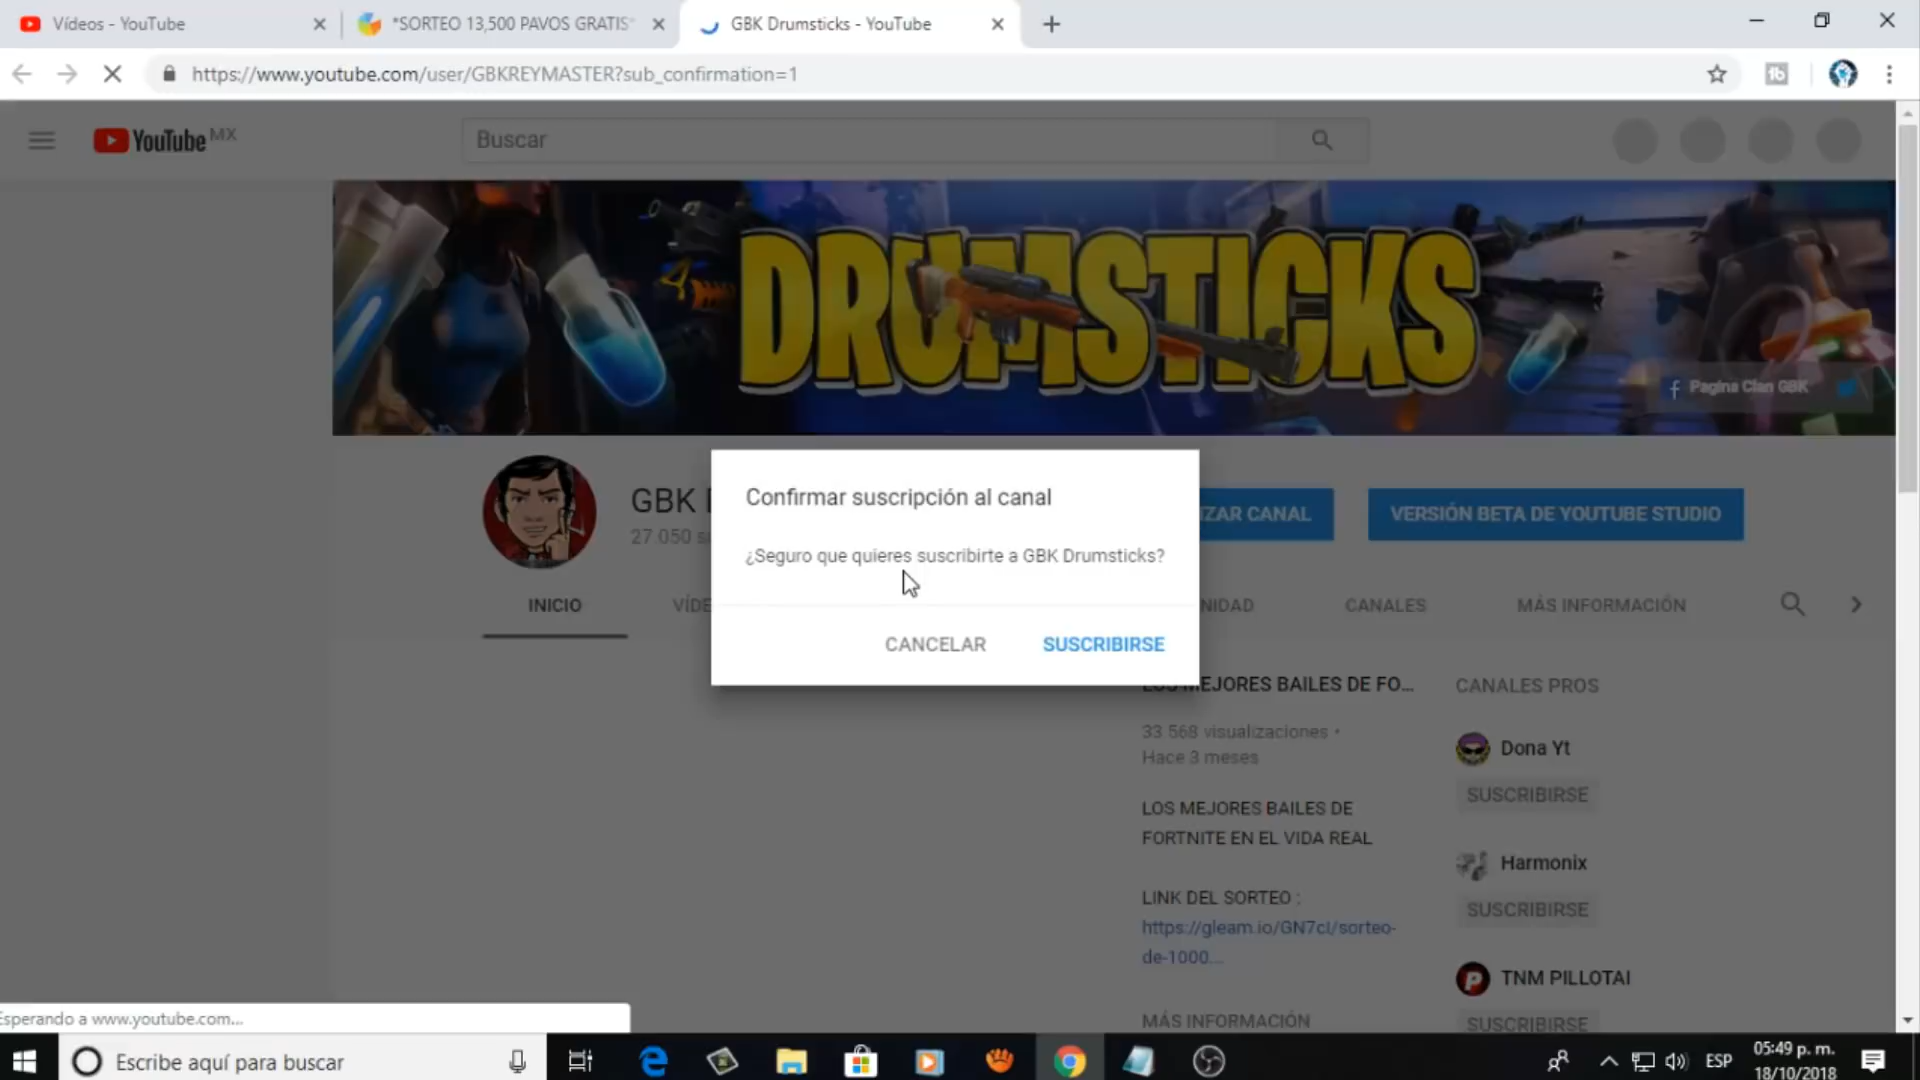 Vídeos - YouTube
*SORTEO 13,500 PAVOS GRATIS*
GBK Drumsticks - YouTube
https://www.youtube.com/user/GBKREYMASTER?sub_confirmation=1
YouTube MX
Buscar
DRUMSTICKS
Pagina Clan GBK
GBK
27 050
IZAR CANAL
VERSIÓN BETA DE YOUTUBE STUDIO
Confirmar suscripción al canal
¿Seguro que quieres suscribirte a GBK Drumsticks?
CANCELAR
SUSCRIBIRSE
INICIO
VÍDE
NIDAD
CANALES
MÁS INFORMACIÓN
LOS MEJORES BAILES DE FO...
33 568 visualizaciones •
Hace 3 meses
LOS MEJORES BAILES DE
FORTNITE EN EL VIDA REAL
LINK DEL SORTEO :
https://gleam.io/GN7cl/sorteo-
de-1000...
MÁS INFORMACIÓN
CANALES PROS
Dona Yt
SUSCRIBIRSE
Harmonix
SUSCRIBIRSE
TNM PILLOTAI
SUSCRIBIRSE
Esperando a www.youtube.com...
Escribe aquí para buscar
ESP
05:49 p. m.
18/10/2018